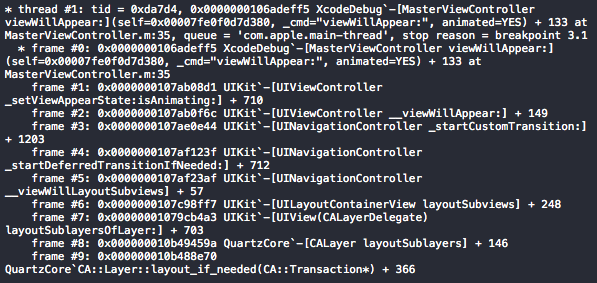 * thread #1: tid = 0xda7d4, 0x0000000106adeff5 XcodeDebug`-[MasterViewController
viewWillAppear:](self=0x00007fe0f0d7d380, _cmd="viewWillAppear:", animated=YES) + 133 at
MasterViewController.m:35, queue = 'com.apple.main-thread', stop reason = breakpoint 3.1
  * frame #0: 0x0000000106adeff5 XcodeDebug`-[MasterViewController viewWillAppear:]
(self=0x00007fe0f0d7d380, _cmd="viewWillAppear:", animated=YES) + 133 at
MasterViewController.m:35
    frame #1: 0x0000000107ab08d1 UIKit`-[UIViewController
_setViewAppearState:isAnimating:] + 710
    frame #2: 0x0000000107ab0f6c UIKit`-[UIViewController __viewWillAppear:] + 149
    frame #3: 0x0000000107ae0e44 UIKit`-[UINavigationController _startCustomTransition:]
+ 1203
    frame #4: 0x0000000107af123f UIKit`-[UINavigationController
_startDeferredTransitionIfNeeded:] + 712
    frame #5: 0x0000000107af23af UIKit`-[UINavigationController
__viewWillLayoutSubviews] + 57
    frame #6: 0x0000000107c98ff7 UIKit`-[UILayoutContainerView layoutSubviews] + 248
    frame #7: 0x00000001079cb4a3 UIKit`-[UIView(CALayerDelegate)
layoutSublayersOfLayer:] + 703
    frame #8: 0x000000010b49459a QuartzCore`-[CALayer layoutSublayers] + 146
    frame #9: 0x000000010b488e70
QuartzCore`CA::Layer::layout_if_needed(CA::Transaction*) + 366